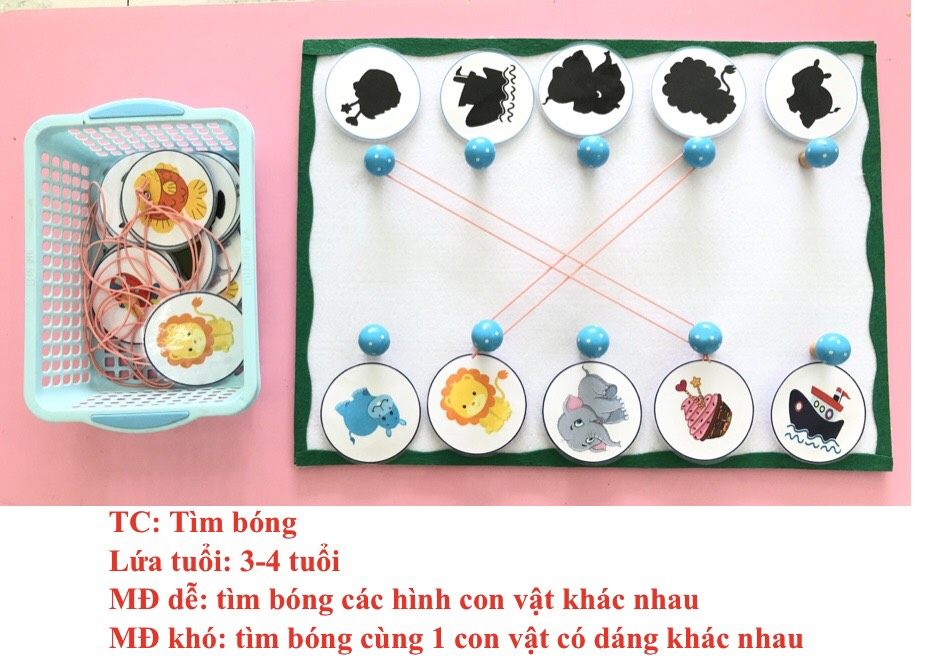 TC: Tìm bóng
Lứa tuổi: 3-4 tuổi
MĐ dễ: tìm bóng các hình con vật khác nhau
MĐ khó: tìm bóng cùng 1 con vật có dáng khác nhau